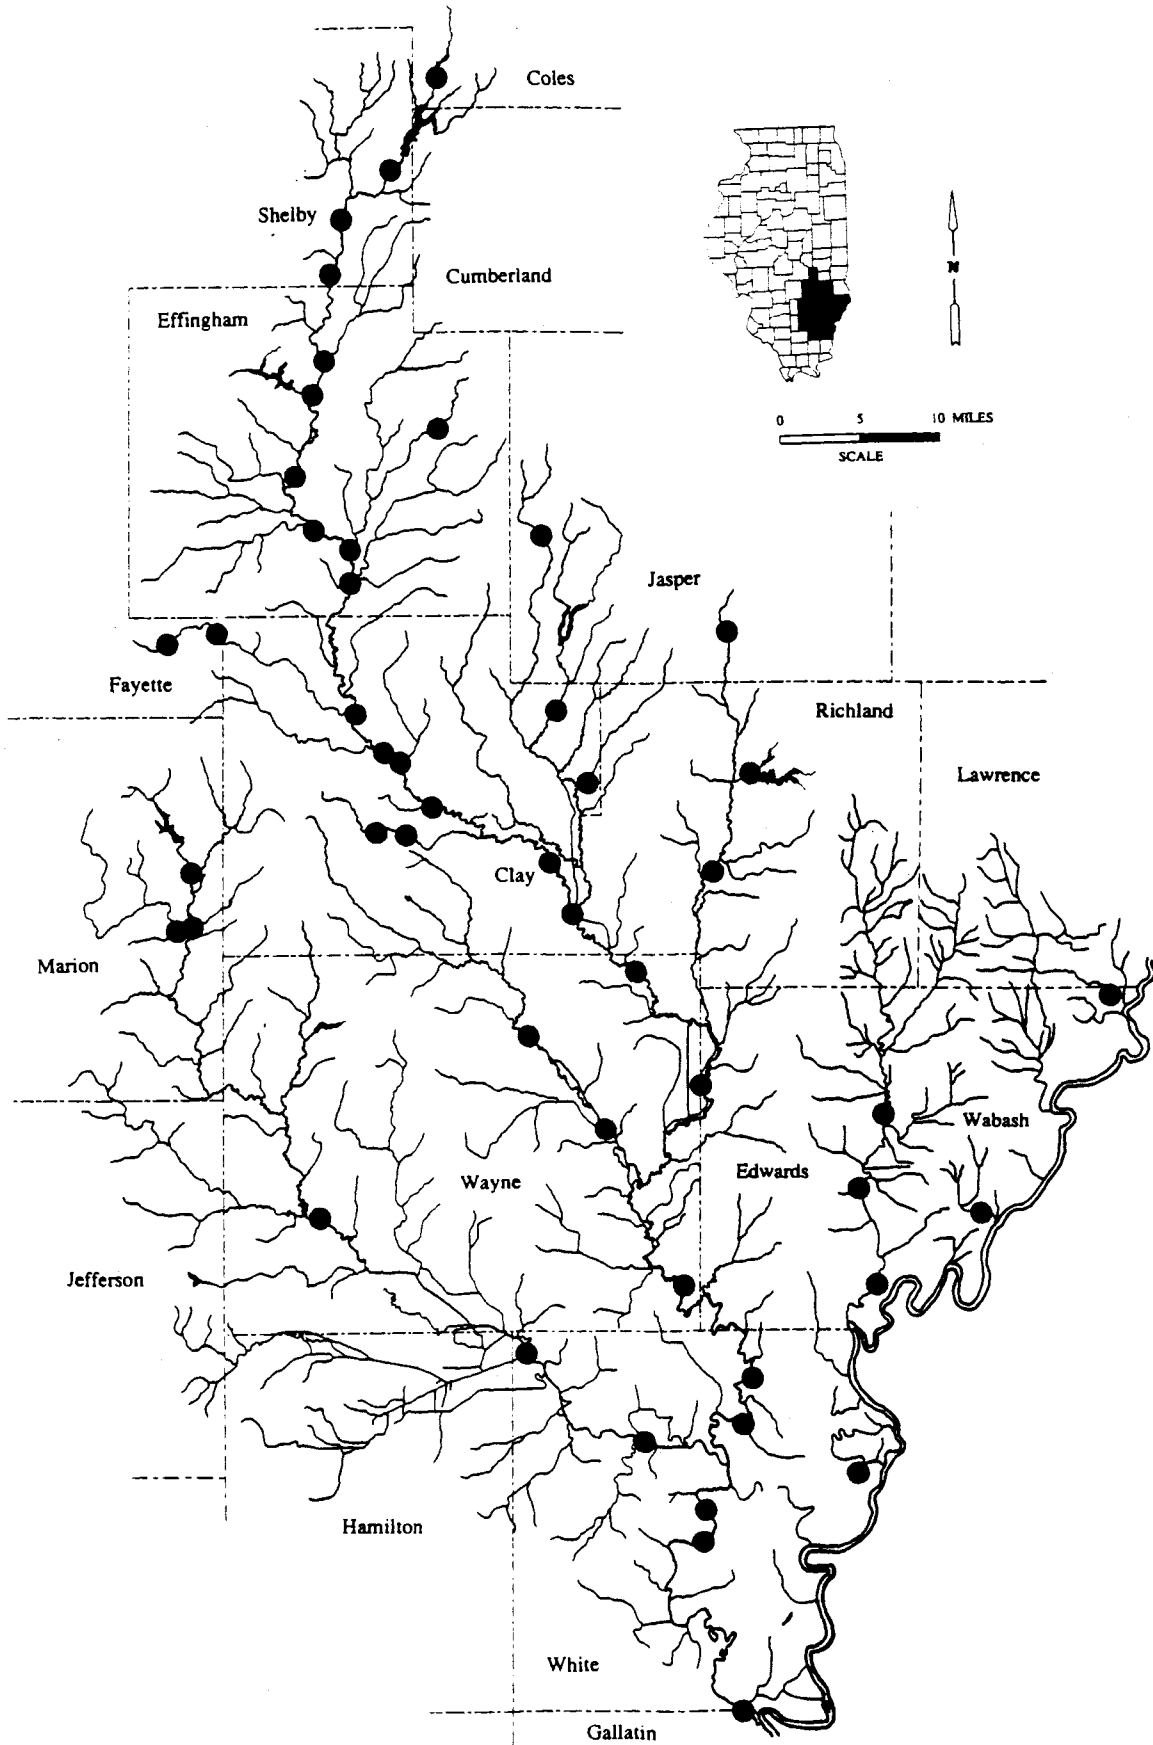 Coles
Shelby
Cumberland
Effingham
N
0 5 10 MILES
SCALE
Jasper
Fayette
Richland
Lawrence
Clay
Marion
Wabash
Wayne
Edwards
Jefferson
Hamilton
White
Gallatin